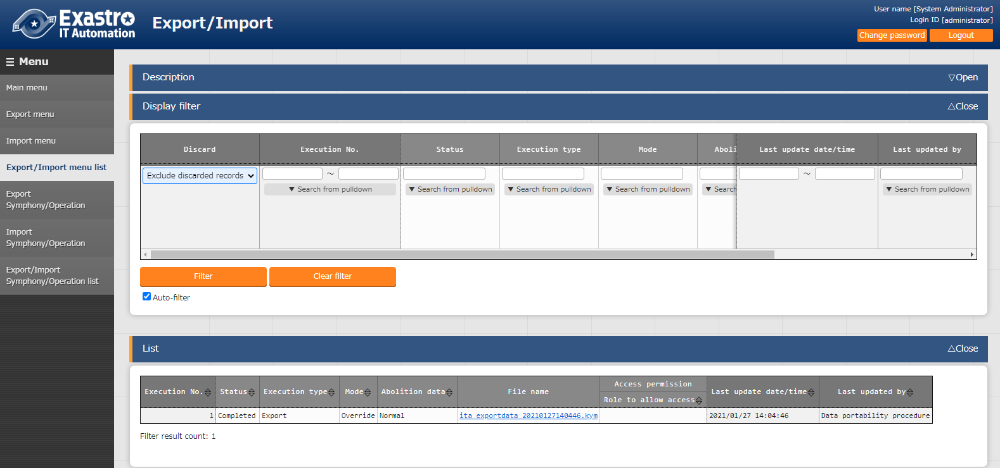 Exastro
IT Automation
Export/Import
User name [System Administrator]
Login ID [administrator]
Change password
Logout
☰ Menu
Main menu
Export menu
Import menu
Export/Import menu list
Export
Symphony/Operation
Import
Symphony/Operation
Export/Import
Symphony/Operation list
Description
▽Open
Display filter
△Close
Discard
Execution No.
Status
Execution type
Mode
Aboli
Last update date/time
Last updated by
Exclude discarded records
~
~
▼ Search from pulldown
▼ Search from pulldown
▼ Search from pulldown
▼ Search from pulldown
▼ Search
▼ Search from pulldown
Filter
Clear filter
Auto-filter
List
△Close
Execution No.
Status
Execution type
Mode
Abolition data
File name
Access permission
Role to allow access
Last update date/time
Last updated by
1
Completed
Export
Override
Normal
ita_exportdata_20210127140446.kym
2021/01/27 14:04:46
Data portability procedure
Filter result count: 1